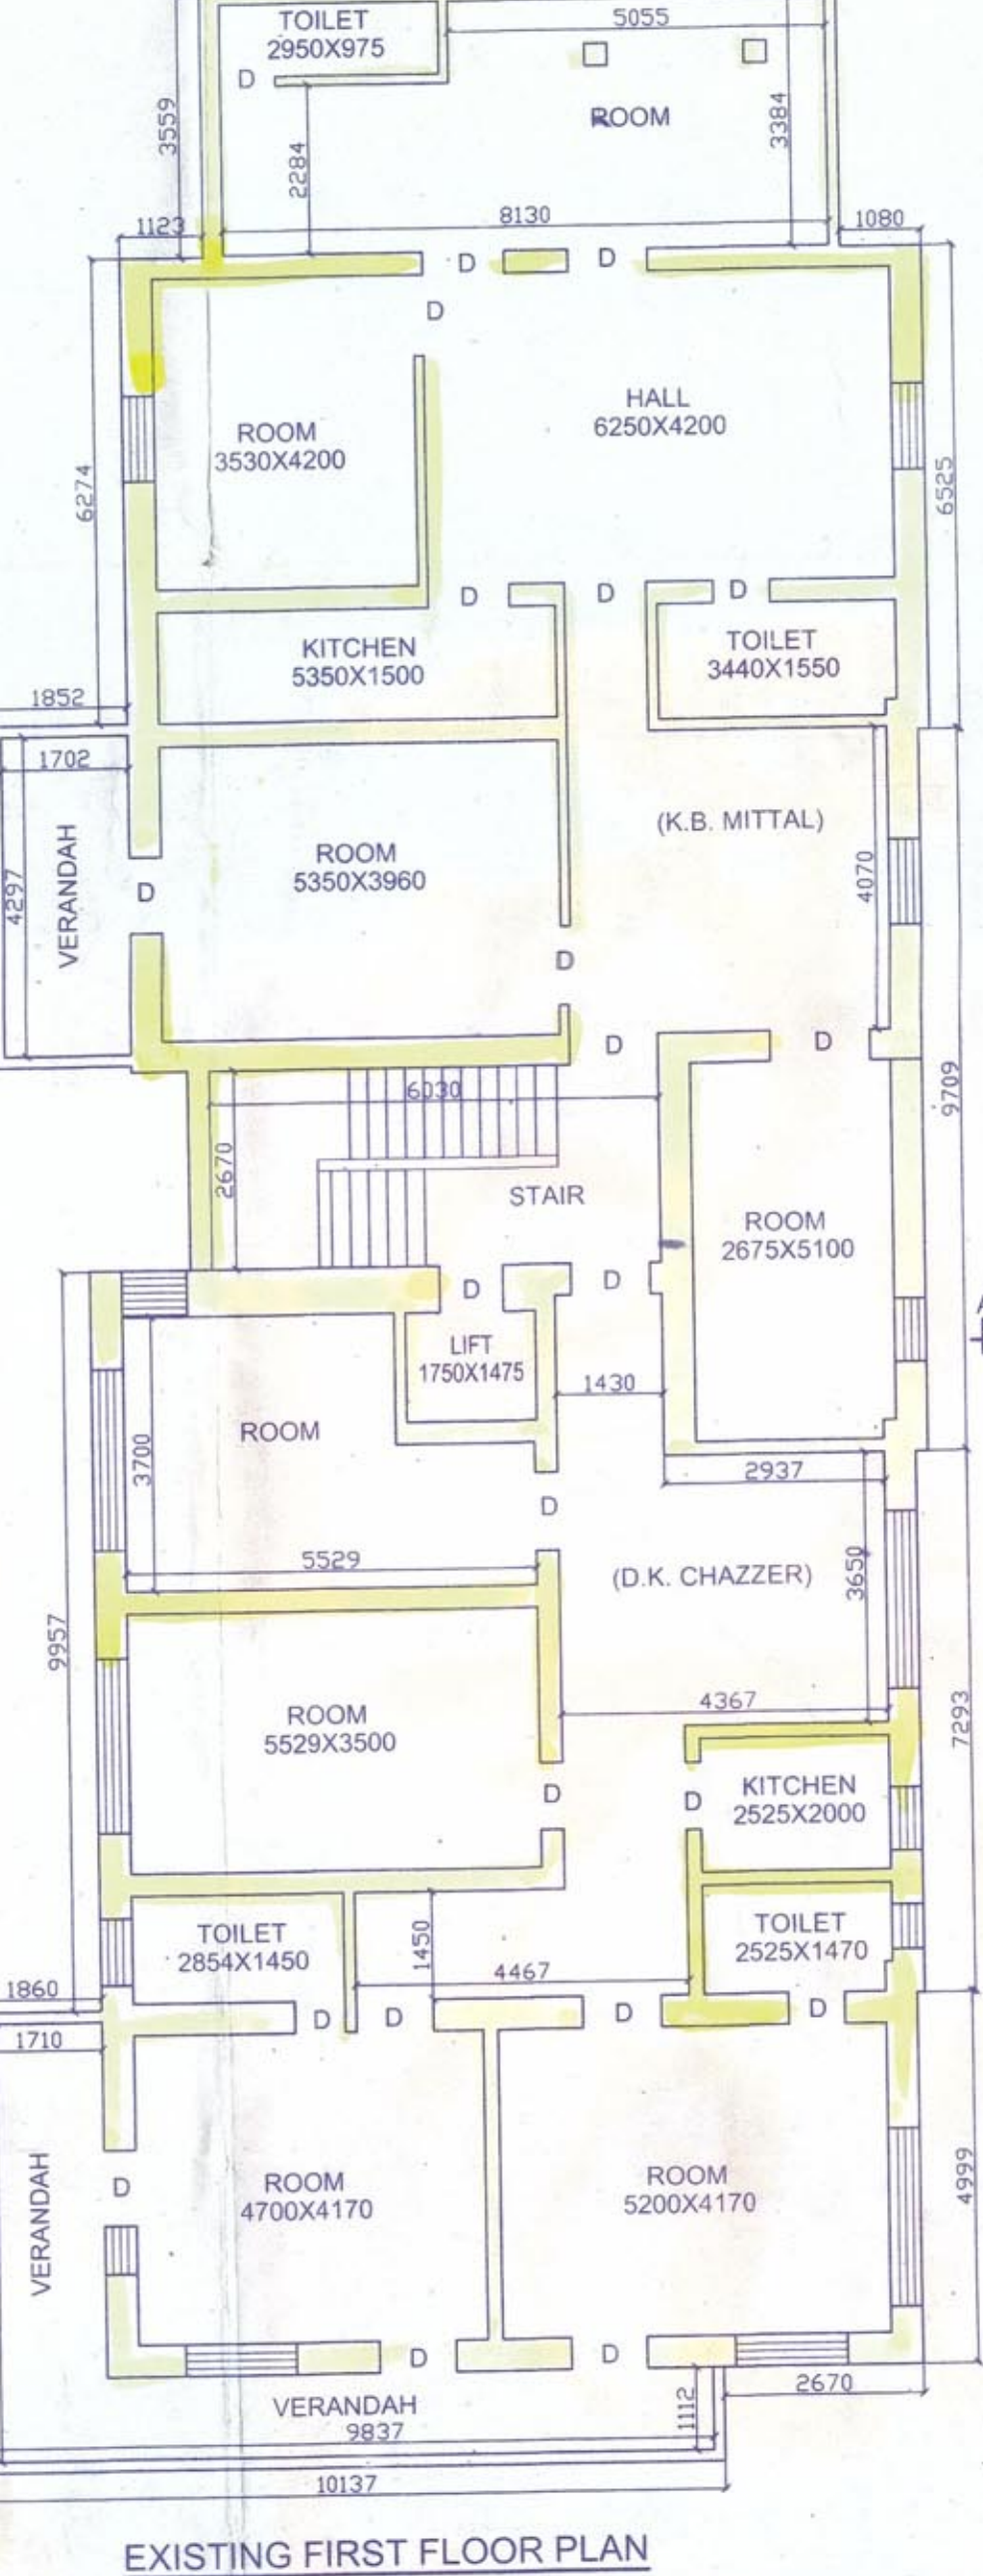 TOILET
2950X975
5055
D
3559
2284
ROOM
3384
1123
8130
1080
D
D
D
HALL
6250X4200
ROOM
3530X4200
6274
6525
D
D
D
KITCHEN
5350X1500
TOILET
3440X1550
1852
1702
VERANDAH
4297
D
ROOM
5350X3960
(K.B. MITTAL)
4070
D
D
D
9709
6030
2670
STAIR
ROOM
2675X5100
D
D
LIFT
1750X1475
1430
ROOM
3700
2937
D
5529
(D.K. CHAZZER)
3650
9957
4367
7293
ROOM
5529X3500
D
D
KITCHEN
2525X2000
TOILET
2854X1450
1450
4467
TOILET
2525X1470
1860
D
D
D
D
1710
VERANDAH
D
ROOM
4700X4170
ROOM
5200X4170
4999
D
D
VERANDAH
9837
1112
2670
10137
EXISTING FIRST FLOOR PLAN